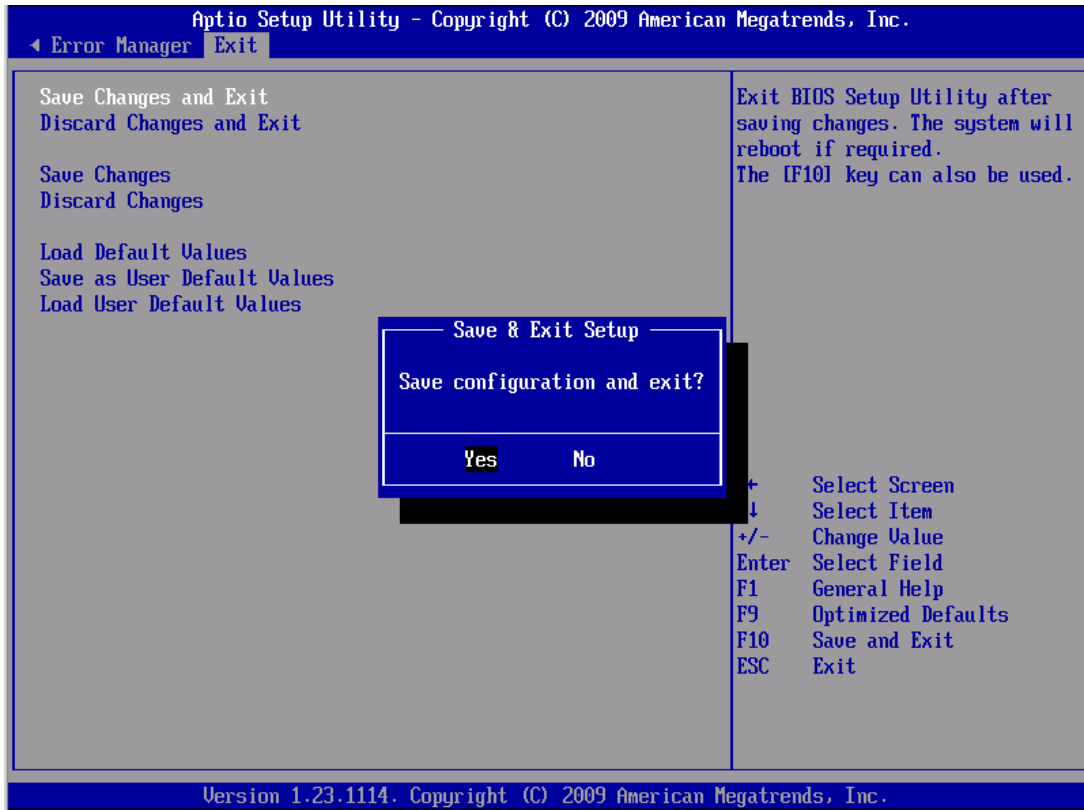 Aptio Setup Utility - Copyright (C) 2009 American Megatrends, Inc.
Error Manager Exit
Save Changes and Exit
Discard Changes and Exit
Save Changes
Discard Changes
Load Default Values
Save as User Default Values
Load User Default Values
Exit BIOS Setup Utility after
saving changes. The system will
reboot if required.
The [F10] key can also be used.
Save & Exit Setup
Save configuration and exit?
Yes No
Select Screen
Select Item
+/- Change Value
Enter Select Field
F1 General Help
F9 Optimized Defaults
F10 Save and Exit
ESC Exit
Version 1.23.1114. Copyright (C) 2009 American Megatrends, Inc.